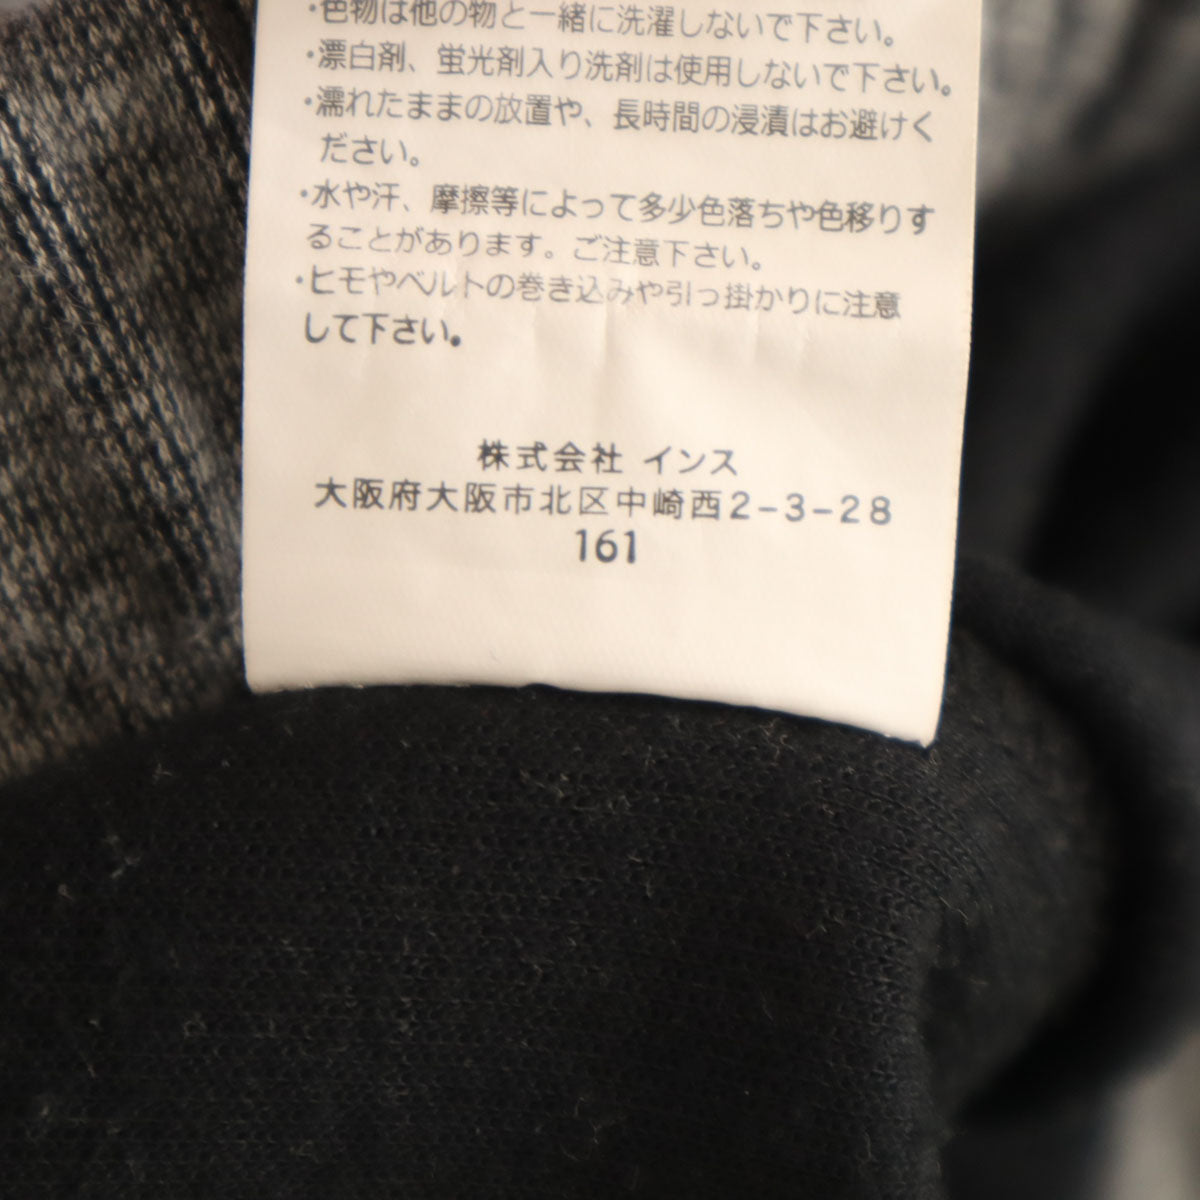 ・色物は他の物と一緒に洗濯しないで下さい。
・漂白剤、蛍光剤入り洗剤は使用しないで下さい。
・濡れたままの放置や、長時間の浸漬はお避けく
ださい。
・水や汗、摩擦等によって多少色落ちや色移りす
ることがあります。ご注意下さい。
・ヒモやベルトの巻き込みや引っ掛かりに注意
して下さい。
株式会社 インス
大阪府大阪市北区中崎西2-3-28
161